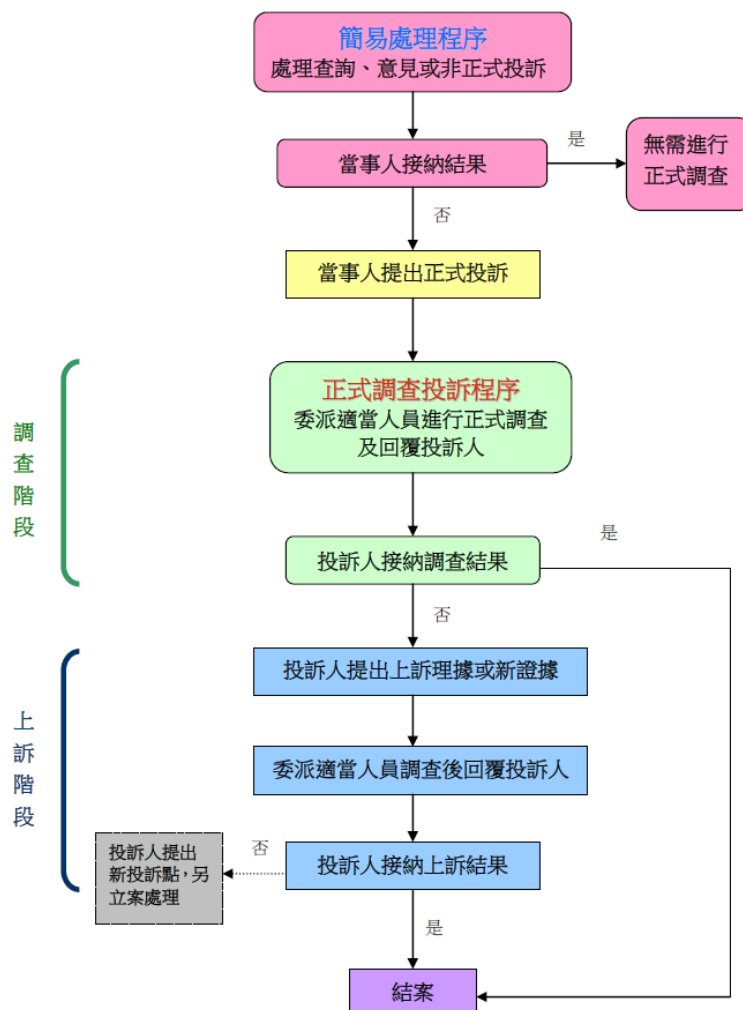 簡易處理程序
處理查詢、意見或非正式投訴
當事人接納結果
是
無需進行
正式調查
否
當事人提出正式投訴
調
查
階
段
正式調查投訴程序
委派適當人員進行正式調查
及回覆投訴人
投訴人接納調查結果
是
否
上
訴
階
段
投訴人提出上訴理據或新證據
委派適當人員調查後回覆投訴人
投訴人接納上訴結果
否
投訴人提出
新投訴點，另
立案處理
是
結案